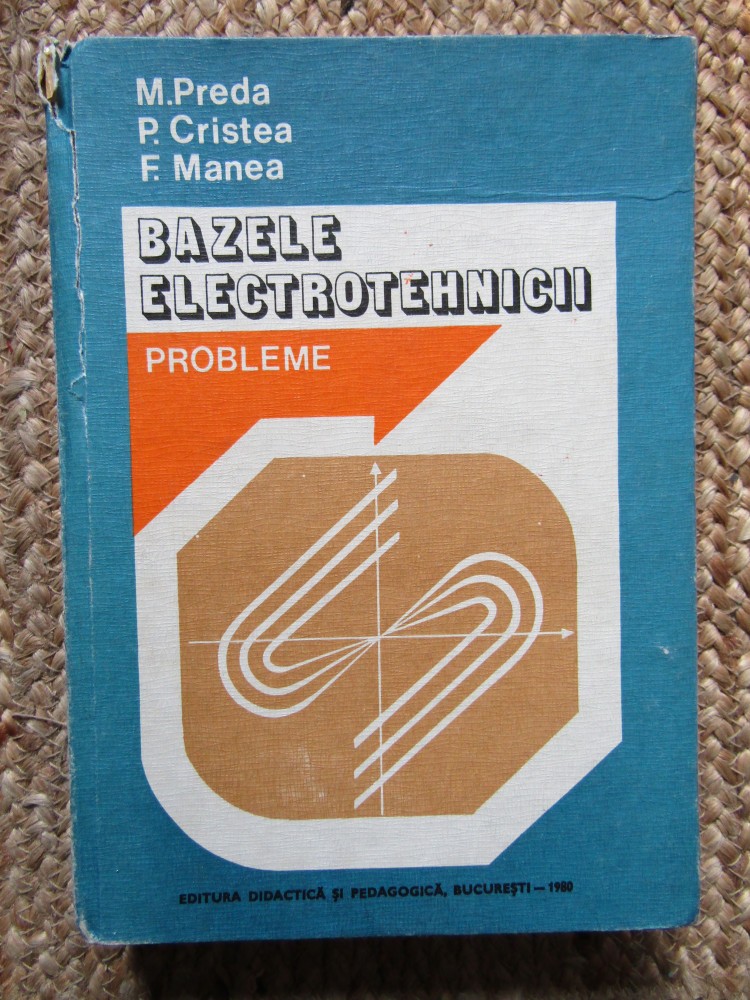 M.Preda
P. Cristea
F. Manea
BAZELE
ELECTROTEHNICII
PROBLEME
EDITURA DIDACTICĂ ȘI PEDAGOGICĂ, BUCUREȘTI — 1980